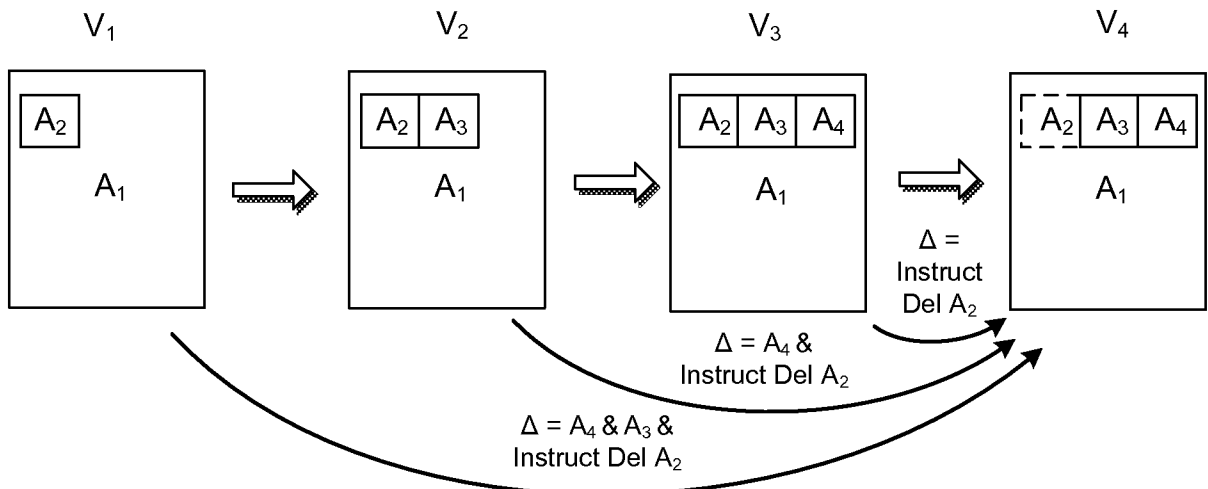 V₁ V₂ V₃ V₄
A₂ A₂ A₃ A₂ A₃ A₄ A₂ A₃ A₄
A₁ A₁ A₁ A₁
Δ =
Instruct
Del A₂
Δ = A₄ &
Instruct Del A₂
Δ = A₄ & A₃ &
Instruct Del A₂